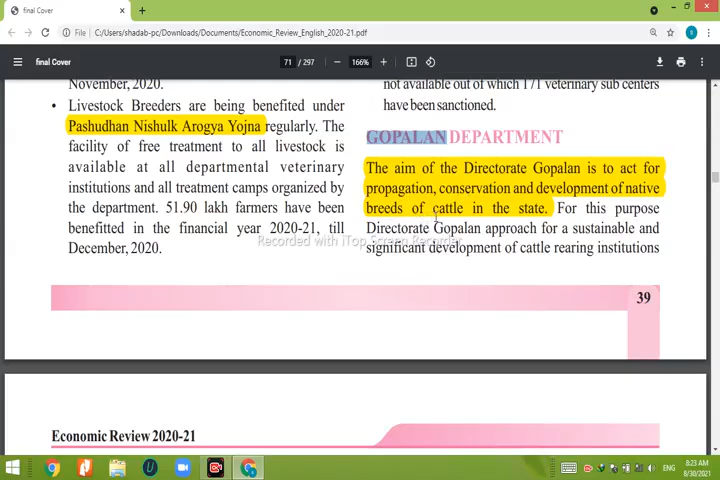 final Cover
File | C:/Users/shadab-pc/Downloads/Documents/Economic_Review_English_2020-21.pdf
final Cover
71 / 297
166%
November, 2020.
• Livestock Breeders are being benefited under
Pashudhan Nishulk Arogya Yojna regularly. The
facility of free treatment to all livestock is
available at all departmental veterinary
institutions and all treatment camps organized by
the department. 51.90 lakh farmers have been
benefitted in the financial year 2020-21, till
December, 2020.
not available out of which 171 veterinary sub centers
have been sanctioned.
GOPALAN DEPARTMENT
The aim of the Directorate Gopalan is to act for
propagation, conservation and development of native
breeds of cattle in the state. For this purpose
Directorate Gopalan approach for a sustainable and
significant development of cattle rearing institutions
Recorded with iTop Screen Recorder
39
Economic Review 2020-21
ENG
8:23 AM
8/30/2021